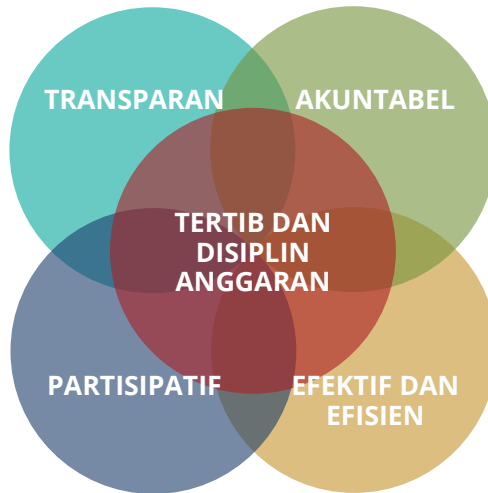 TRANSPARAN
AKUNTABEL
TERTIB DAN
DISIPLIN
ANGGARAN
PARTISIPATIF
EFEKTIF DAN
EFISIEN